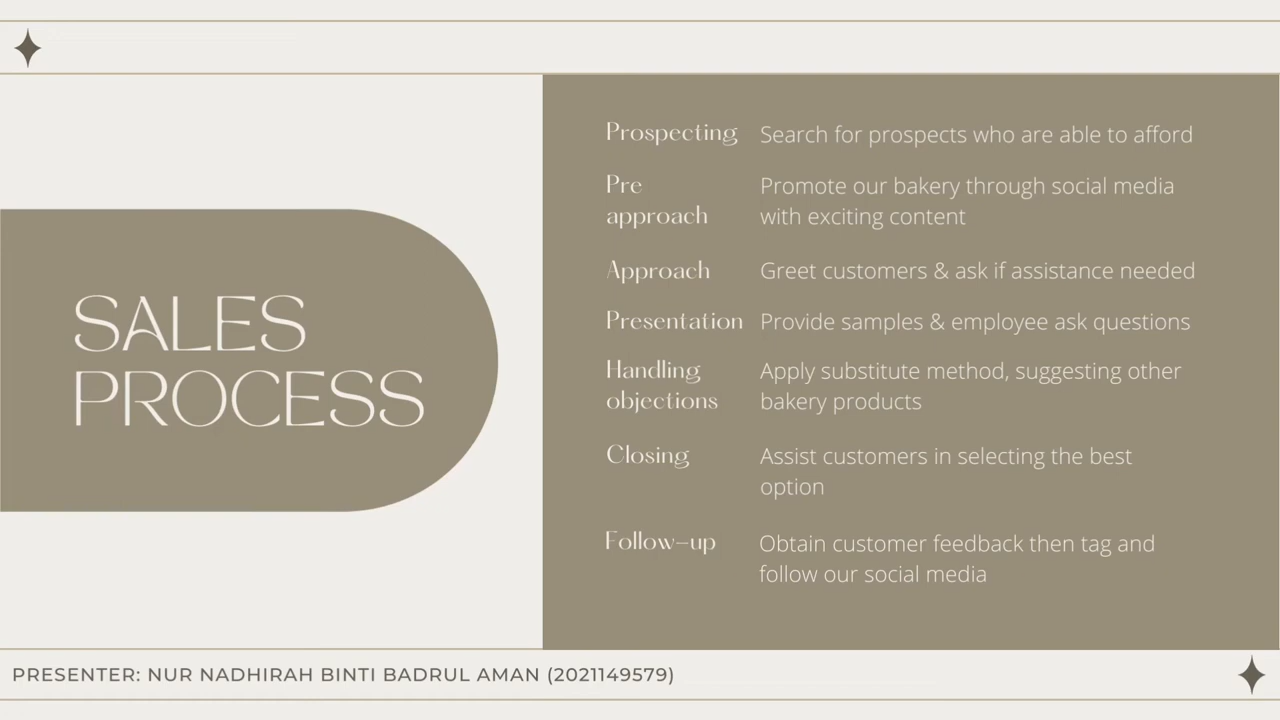 SALES
PROCESS
Prospecting Search for prospects who are able to afford
Pre Promote our bakery through social media
approach with exciting content
Approach Greet customers & ask if assistance needed
Presentation Provide samples & employee ask questions
Handling Apply substitute method, suggesting other
objections bakery products
Closing Assist customers in selecting the best
option
Follow-up Obtain customer feedback then tag and
follow our social media
PRESENTER: NUR NADHIRAH BINTI BADRUL AMAN (2021149579)